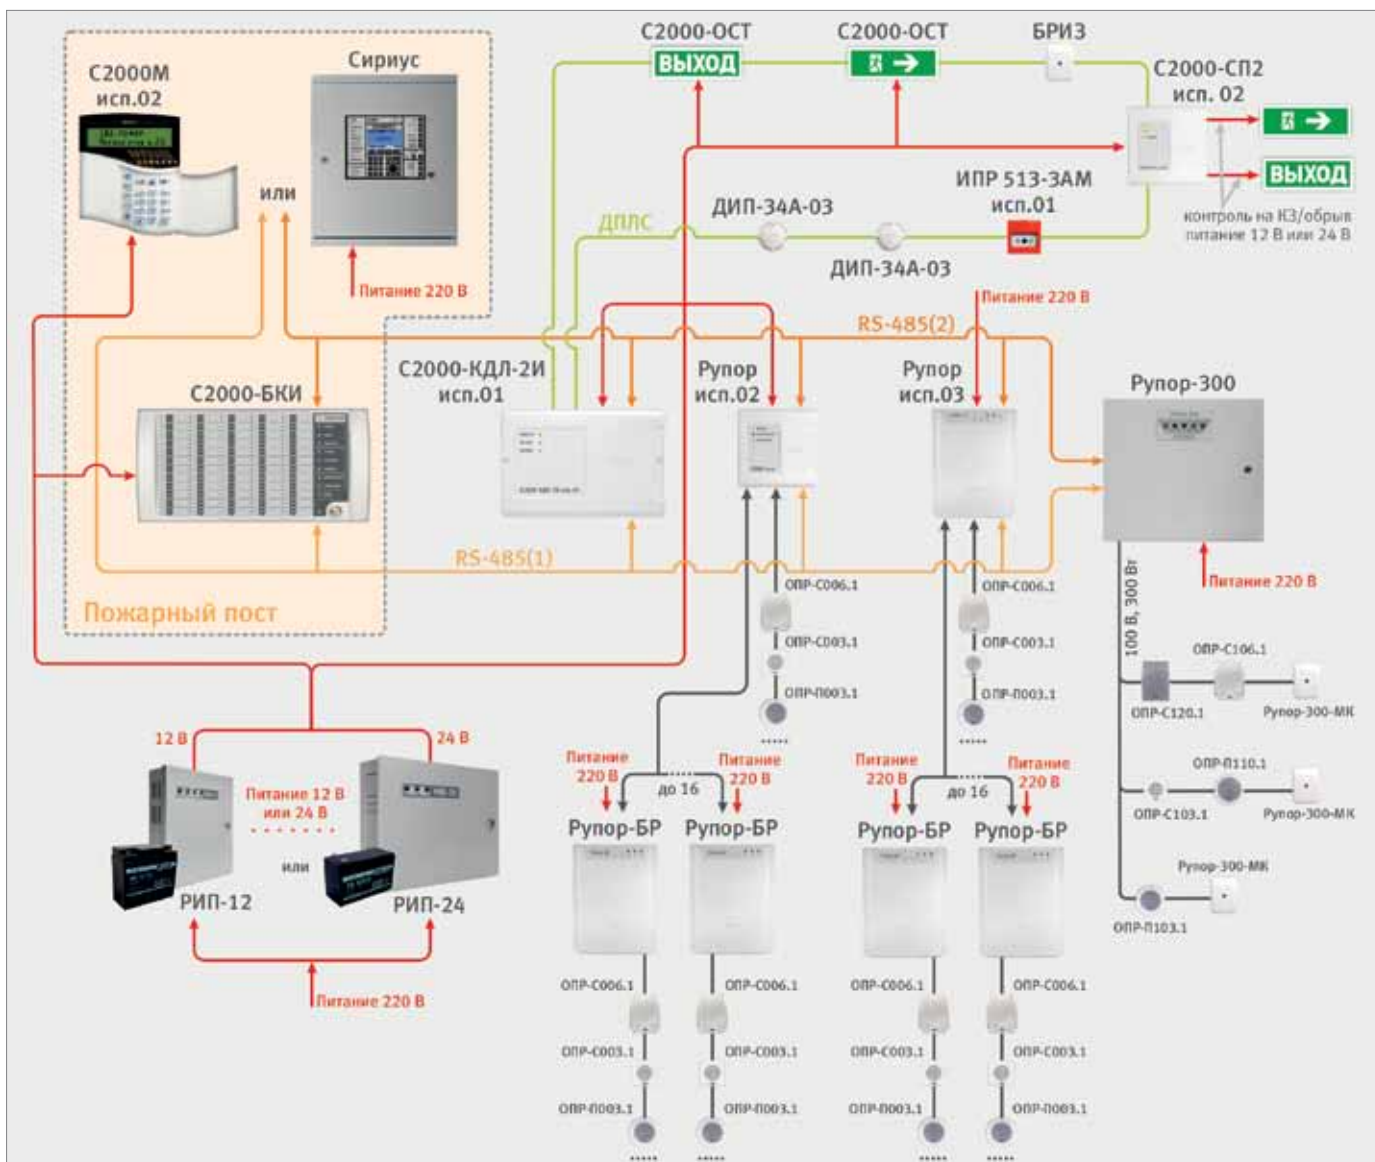 С2000-ОСТ
С2000-ОСТ
БРИЗ
С2000М
исп.02
Сириус
ВЫХОД
С2000-СП2
исп. 02
или
ВЫХОД
контроль на КЗ/обрыв
питание 12 В или 24 В
ДИП-34А-03
ИПР 513-3АМ
исп.01
ДПЛС
ДИП-34А-03
Питание 220 В
Питание 220 В
RS-485(2)
С2000-КДЛ-2И
исп.01
Рупор
исп.02
Рупор
исп.03
Рупор-300
С2000-БКИ
RS-485(1)
Питание 220 В
Пожарный пост
100 В, 300 Вт
ОПР-С006.1
ОПР-С003.1
ОПР-П003.1
ОПР-С006.1
ОПР-С003.1
ОПР-П003.1
ОПР-С106.1
ОПР-С120.1
Рупор-300-МК
ОПР-П110.1
ОПР-С103.1
Рупор-300-МК
Рупор-300-МК
ОПР-П103.1
12 В
24 В
Питание 12 В
или 24 В
или
РИП-12
РИП-24
Питание 220 В
Питание
220 В
Питание
220 В
до 16
Питание
220 В
Питание
220 В
до 16
Рупор-БР
Рупор-БР
Рупор-БР
Рупор-БР
ОПР-С006.1
ОПР-С006.1
ОПР-С006.1
ОПР-С006.1
ОПР-С003.1
ОПР-С003.1
ОПР-С003.1
ОПР-С003.1
ОПР-П003.1
ОПР-П003.1
ОПР-П003.1
ОПР-П003.1